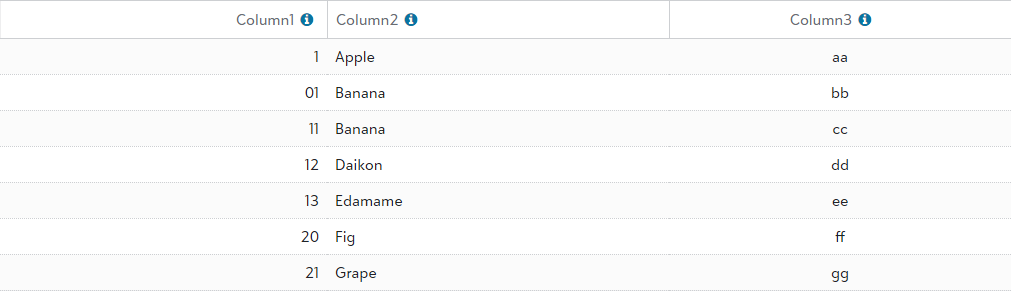 Column1 Column2 Column3
1 Apple aa
01 Banana bb
11 Banana cc
12 Daikon dd
13 Edamame ee
20 Fig ff
21 Grape gg